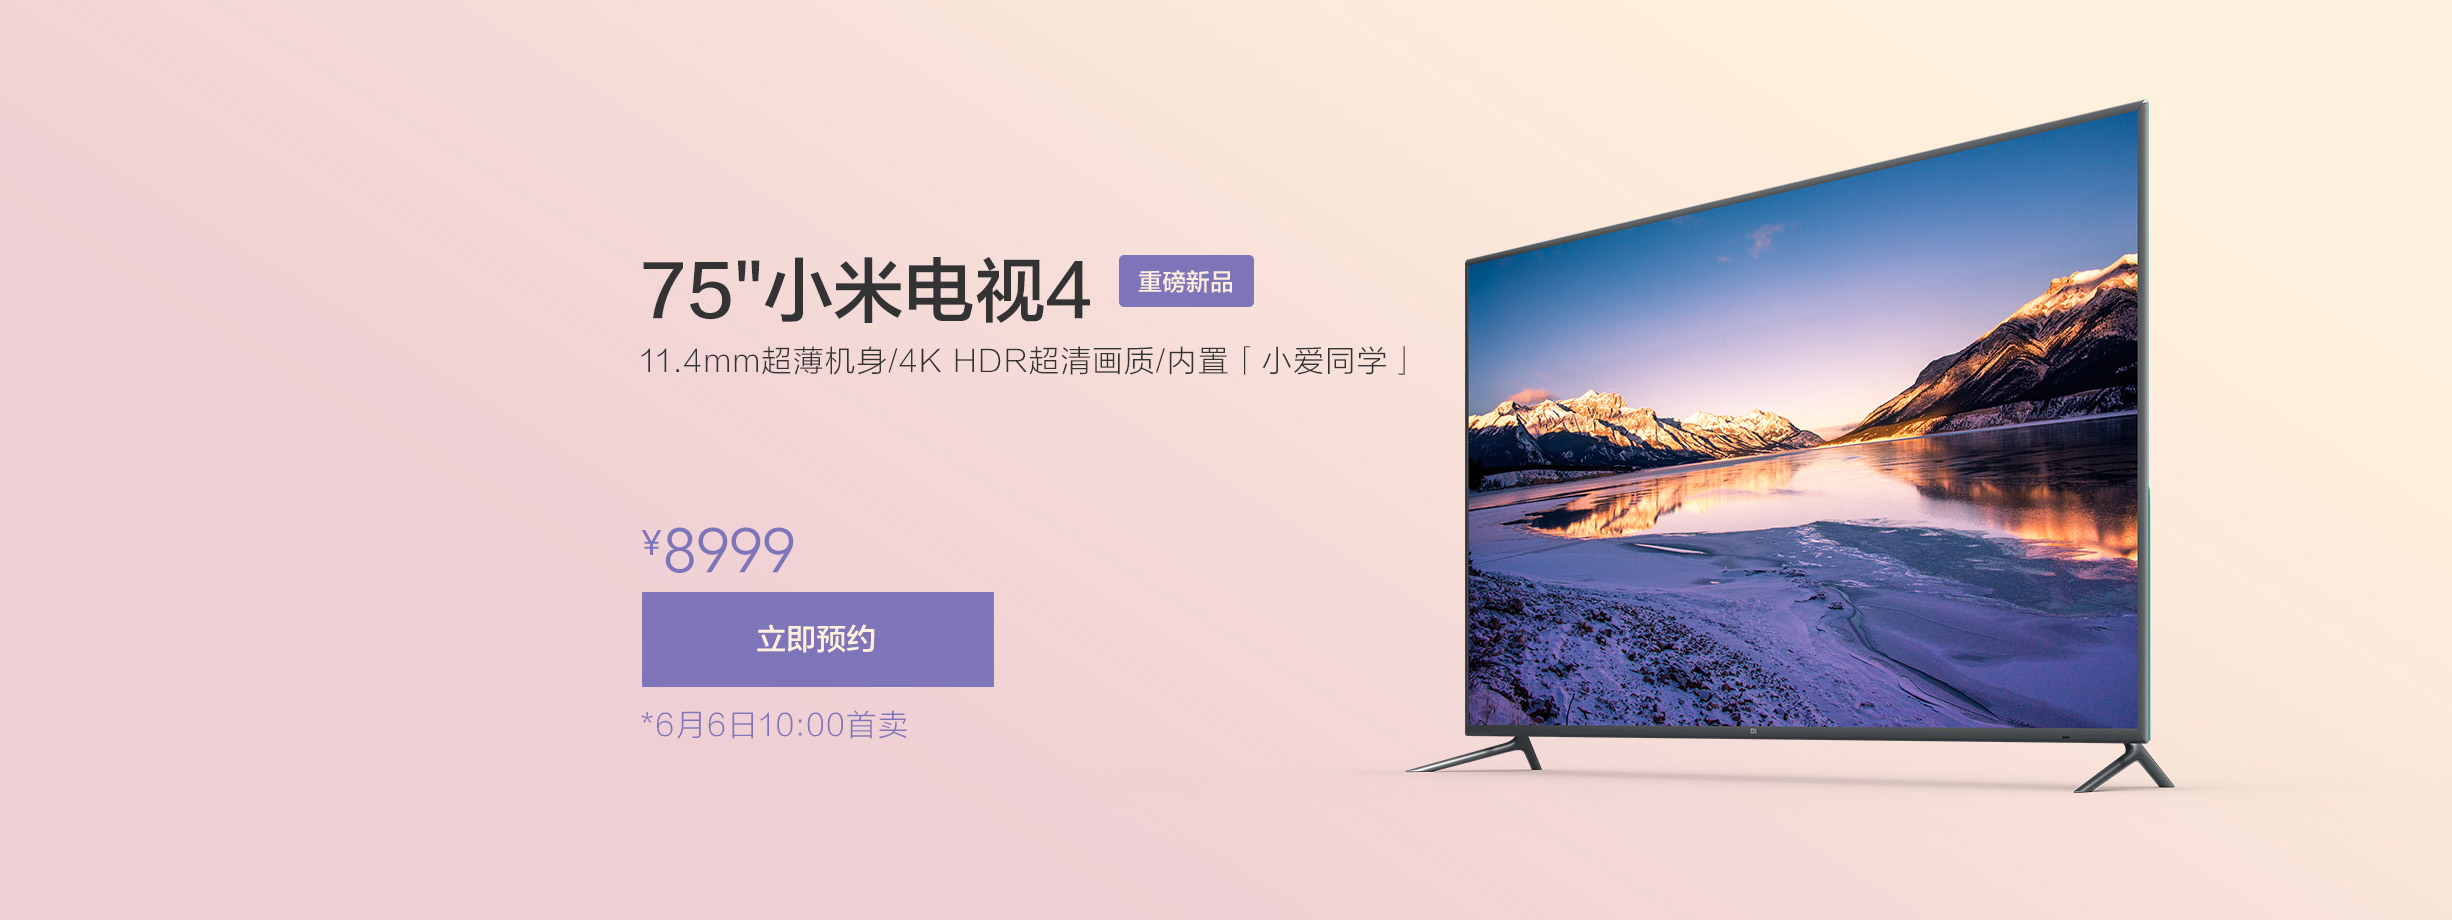 75"小米电视4 重磅新品
11.4mm超薄机身/4K HDR超清画质/内置「小爱同学」
¥8999
立即预约
*6月6日10:00首卖
mi